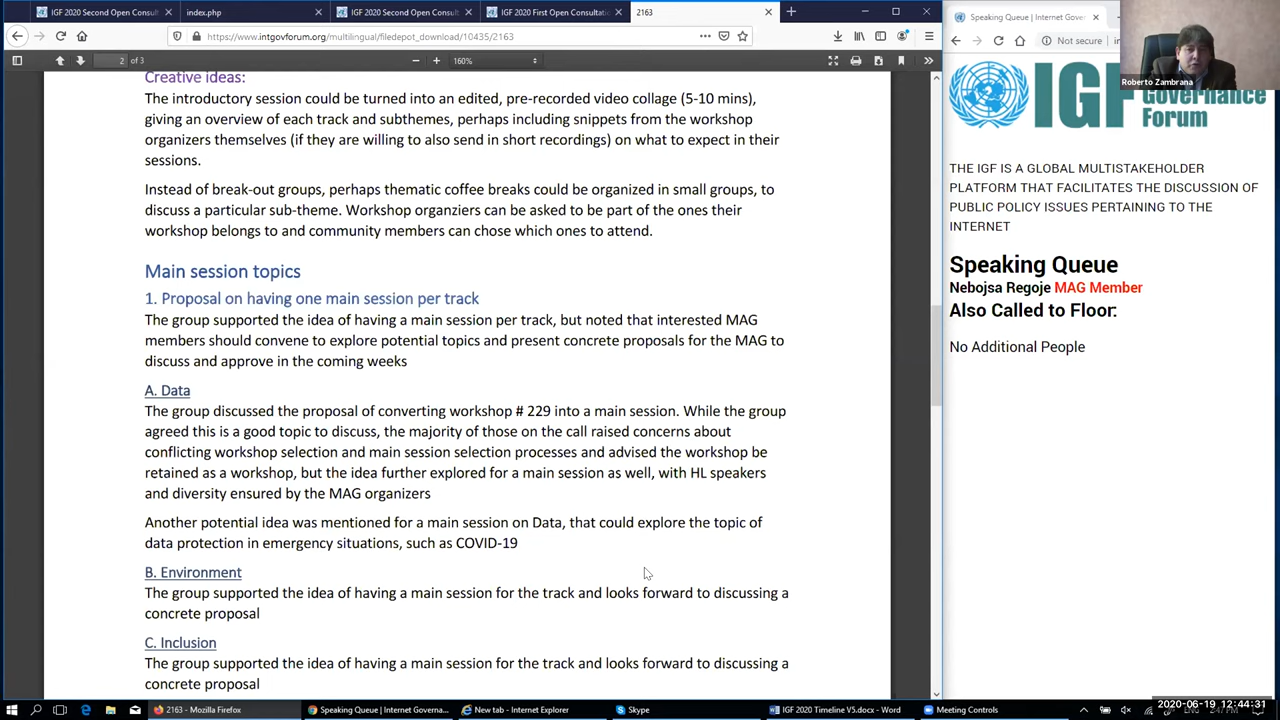 IGF 2020 Second Open Consult
index.php
IGF 2020 Second Open Consult
IGF 2020 First Open Consultatio
2163
https://www.intgovforum.org/multilingual/filedepot_download/10435/2163
2 of 3
160%
Creative ideas:
The introductory session could be turned into an edited, pre-recorded video collage (5-10 mins),
giving an overview of each track and subthemes, perhaps including snippets from the workshop
organizers themselves (if they are willing to also send in short recordings) on what to expect in their
sessions.
Instead of break-out groups, perhaps thematic coffee breaks could be organized in small groups, to
discuss a particular sub-theme. Workshop organziers can be asked to be part of the ones their
workshop belongs to and community members can chose which ones to attend.
Main session topics
1. Proposal on having one main session per track
The group supported the idea of having a main session per track, but noted that interested MAG
members should convene to explore potential topics and present concrete proposals for the MAG to
discuss and approve in the coming weeks
A. Data
The group discussed the proposal of converting workshop # 229 into a main session. While the group
agreed this is a good topic to discuss, the majority of those on the call raised concerns about
conflicting workshop selection and main session selection processes and advised the workshop be
retained as a workshop, but the idea further explored for a main session as well, with HL speakers
and diversity ensured by the MAG organizers
Another potential idea was mentioned for a main session on Data, that could explore the topic of
data protection in emergency situations, such as COVID-19
B. Environment
The group supported the idea of having a main session for the track and looks forward to discussing a
concrete proposal
C. Inclusion
The group supported the idea of having a main session for the track and looks forward to discussing a
concrete proposal
Speaking Queue | Internet Gover
Not secure
Roberto Zambrana
IGF Governance
Forum
THE IGF IS A GLOBAL MULTISTAKEHOLDER
PLATFORM THAT FACILITATES THE DISCUSSION OF
PUBLIC POLICY ISSUES PERTAINING TO THE
INTERNET
Speaking Queue
Nebojsa Regoje MAG Member
Also Called to Floor:
No Additional People
2163 - Mozilla Firefox
Speaking Queue | Interneta Governa...
New tab - Internet Explorer
Skype
IGF 2020 Timeline V5.docx - Word
Meeting Controls
2020-06-19 12:44:31